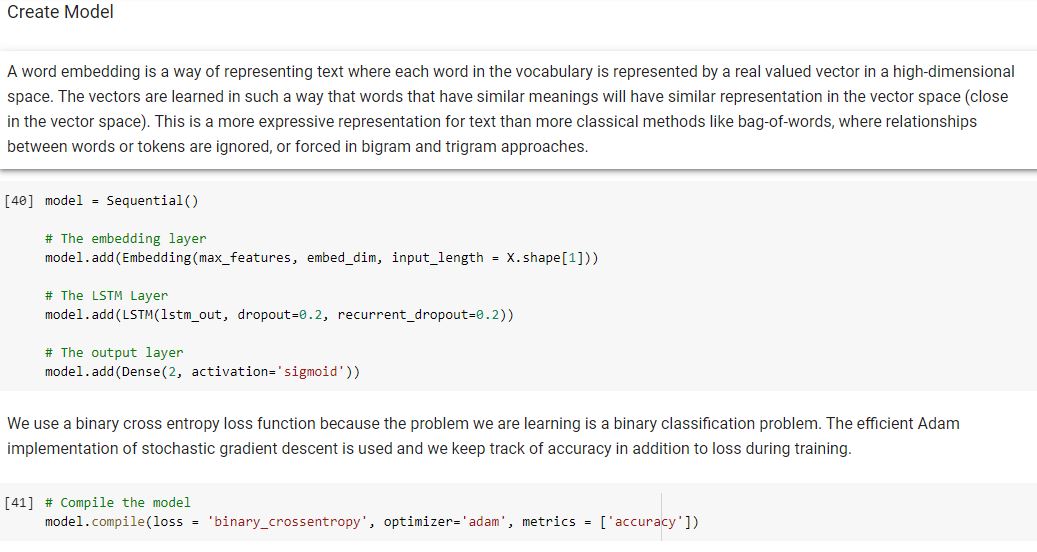 Create Model
A word embedding is a way of representing text where each word in the vocabulary is represented by a real valued vector in a high-dimensional
space. The vectors are learned in such a way that words that have similar meanings will have similar representation in the vector space (close
in the vector space). This is a more expressive representation for text than more classical methods like bag-of-words, where relationships
between words or tokens are ignored, or forced in bigram and trigram approaches.
[40] model = Sequential()
# The embedding layer
model.add(Embedding(max_features, embed_dim, input_length = X.shape[1]))
# The LSTM Layer
model.add(LSTM(lstm_out, dropout=0.2, recurrent_dropout=0.2))
# The output layer
model.add(Dense(2, activation='sigmoid'))
We use a binary cross entropy loss function because the problem we are learning is a binary classification problem. The efficient Adam
implementation of stochastic gradient descent is used and we keep track of accuracy in addition to loss during training.
[41] # Compile the model
model.compile(loss = 'binary_crossentropy', optimizer='adam', metrics = ['accuracy'])